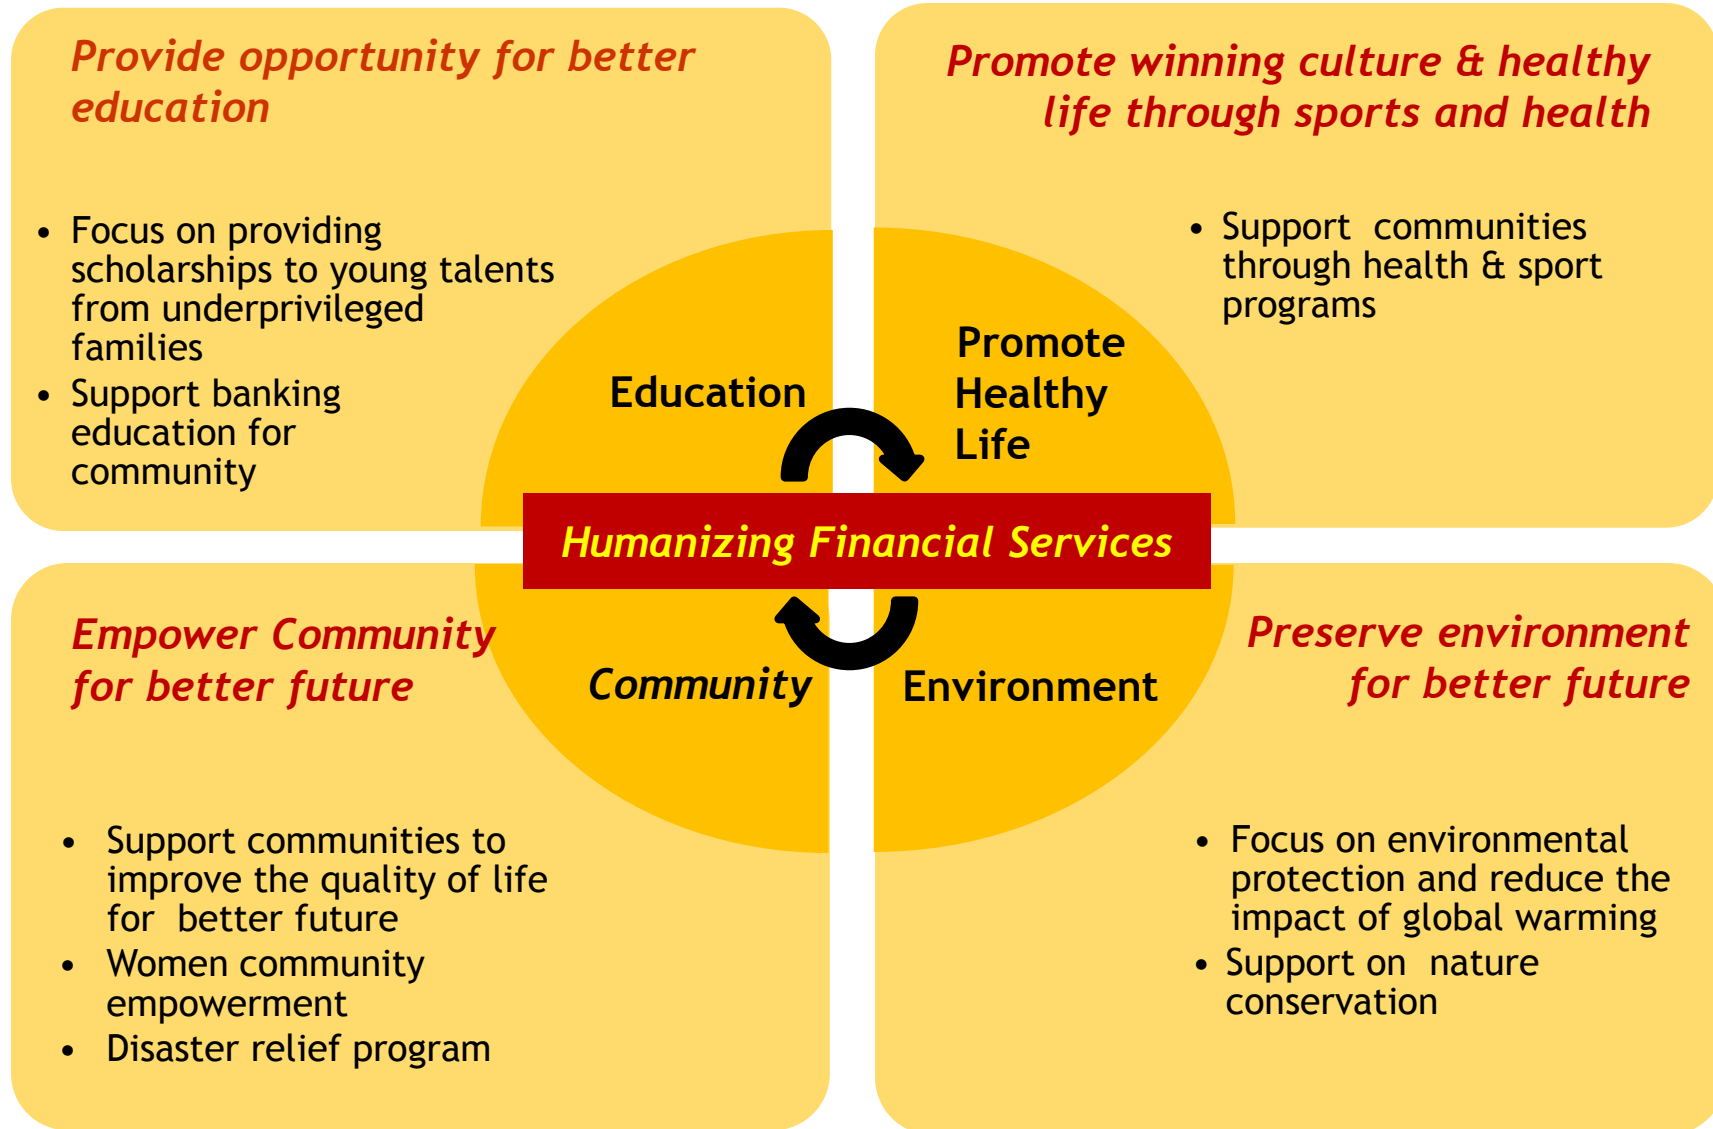 Provide opportunity for better
education
• Focus on providing
scholarships to young talents
from underprivileged
families
• Support banking
education for
community
Promote winning culture & healthy
life through sports and health
• Support communities
through health & sport
programs
Education
Promote
Healthy
Life
Humanizing Financial Services
Community
Environment
Empower Community
for better future
• Support communities to
improve the quality of life
for better future
• Women community
empowerment
• Disaster relief program
Preserve environment
for better future
• Focus on environmental
protection and reduce the
impact of global warming
• Support on nature
conservation